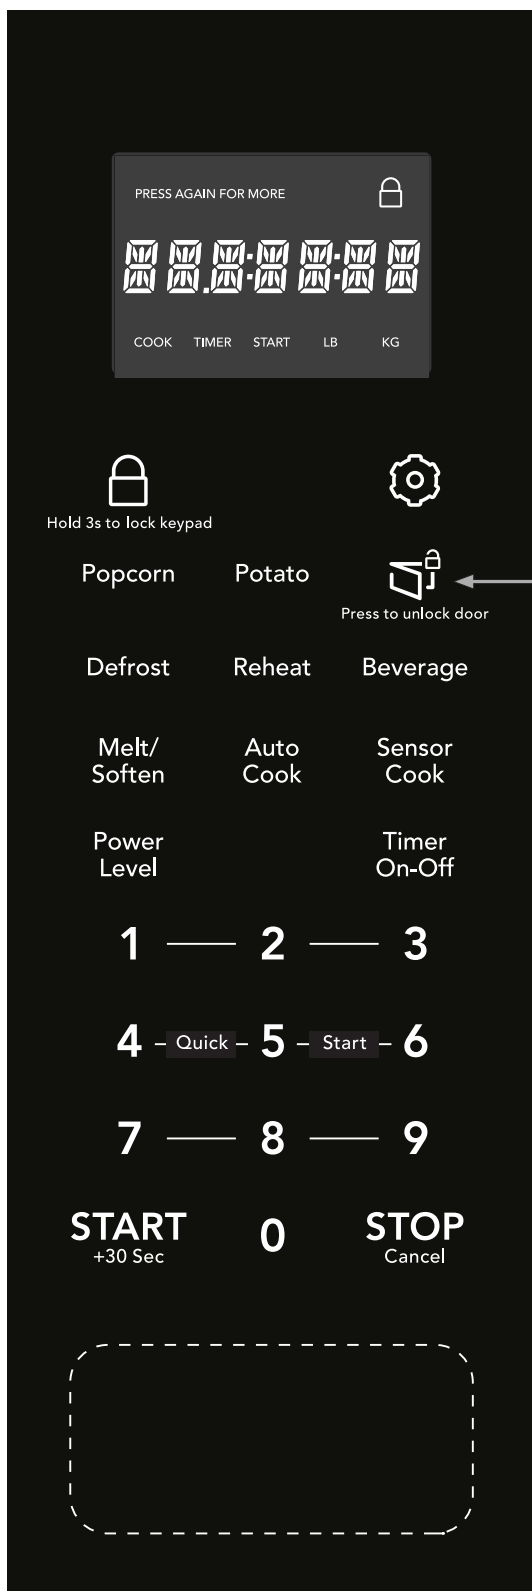 PRESS AGAIN FOR MORE
COOK TIMER START LB KG
Hold 3s to lock keypad
Popcorn Potato
Press to unlock door
Defrost Reheat Beverage
Melt/ Auto Sensor
Soften Cook Cook
Power Timer
Level On-Off
1 2 3
4 Quick 5 Start 6
7 8 9
START 0 STOP
+30 Sec Cancel